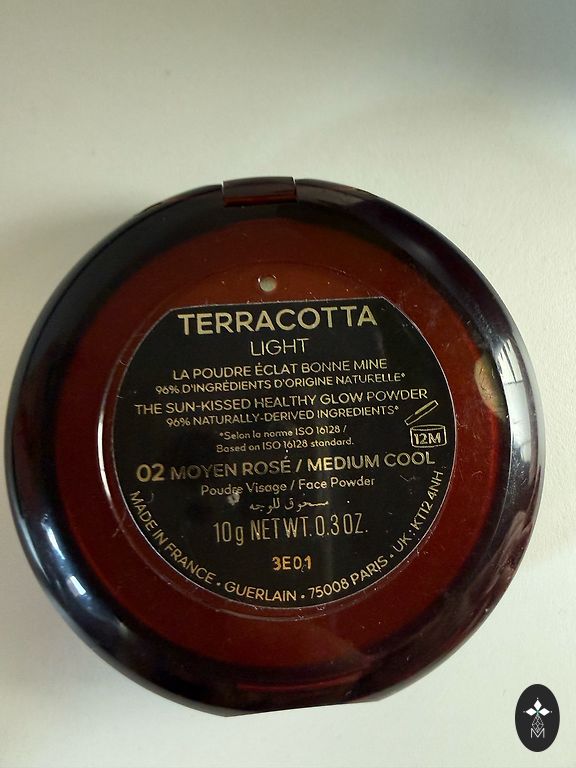 TERRACOTTA
LIGHT
LA POUDRE ÉCLAT BONNE MINE
96% D'INGRÉDIENTS D'ORIGINE NATURELLE*
THE SUN-KISSED HEALTHY GLOW POWDER
96% NATURALLY-DERIVED INGREDIENTS*
*Selon la norme ISO 16128 /
Based on ISO 16128 standard.
12M
02 MOYEN ROSÉ / MEDIUM COOL
Poudre Visage / Face Powder
مسحوق للوجه
10g NET WT. 0.3 OZ.
3E01
MADE IN FRANCE • GUERLAIN • 75008 PARIS • UK: KT12 4NH
M